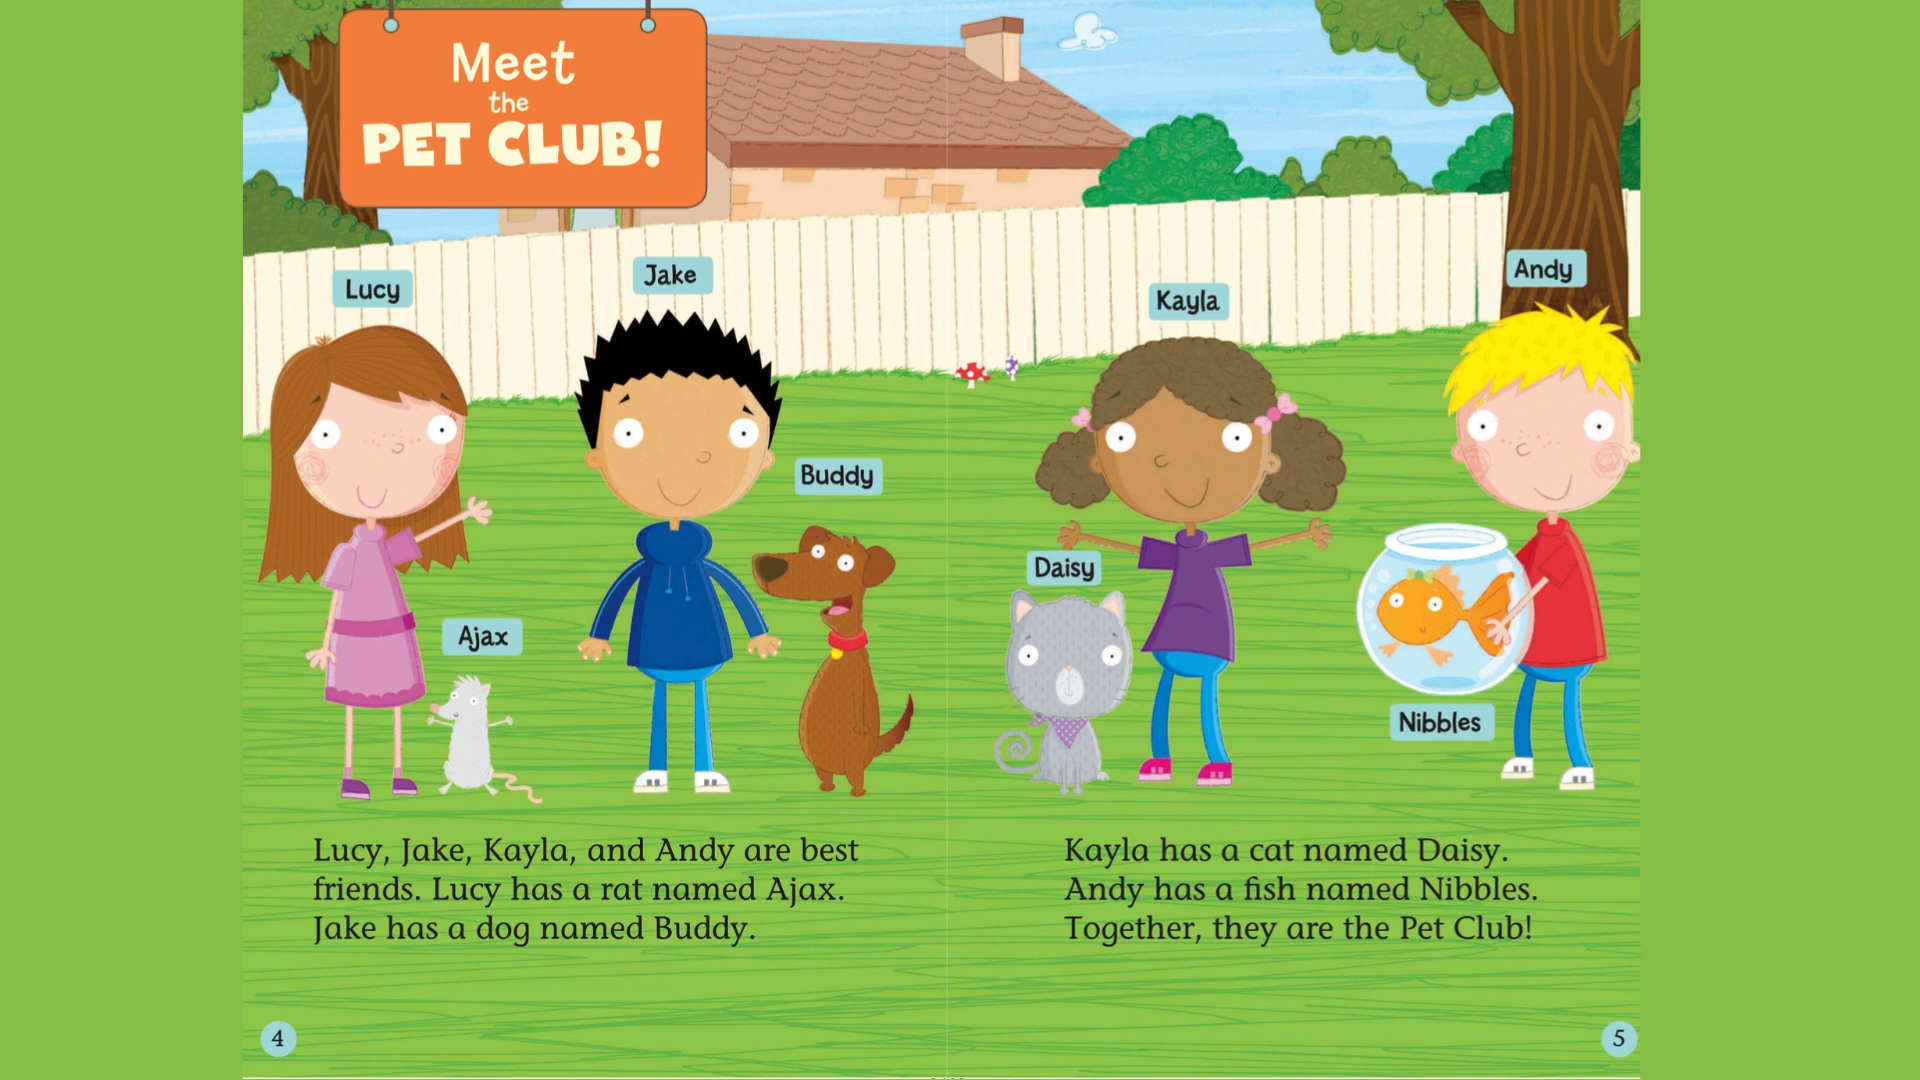 Meet
the
PET CLUB!
Lucy
Jake
Kayla
Andy
Buddy
Daisy
Ajax
Nibbles
Lucy, Jake, Kayla, and Andy are best
friends. Lucy has a rat named Ajax.
Jake has a dog named Buddy.
Kayla has a cat named Daisy.
Andy has a fish named Nibbles.
Together, they are the Pet Club!
4
5